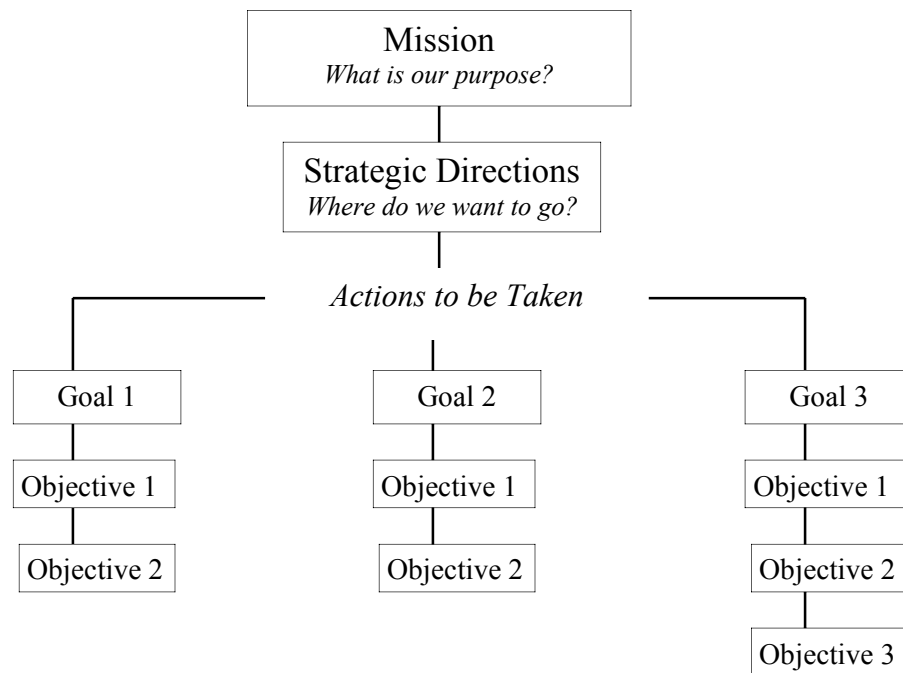 Mission
What is our purpose?
Strategic Directions
Where do we want to go?
Actions to be Taken
Goal 1
Goal 2
Goal 3
Objective 1
Objective 1
Objective 1
Objective 2
Objective 2
Objective 2
Objective 3